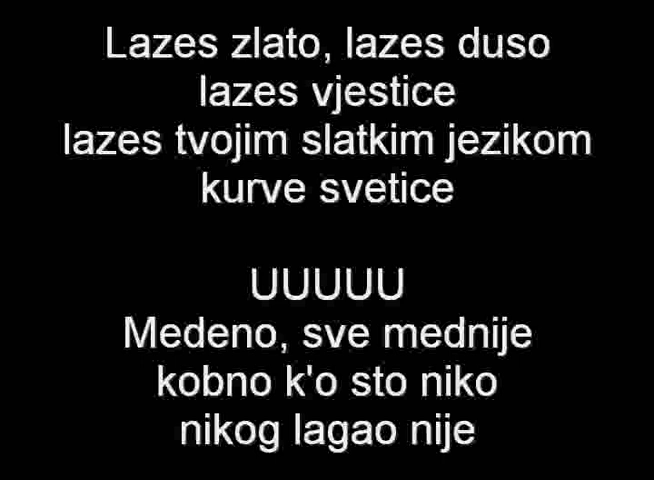 Lazes zlato, lazes duso
lazes vjestice
lazes tvojim slatkim jezikom
kurve svetice
UUUUU
Medeno, sve mednije
kobno k'o sto niko
nikog lagao nije